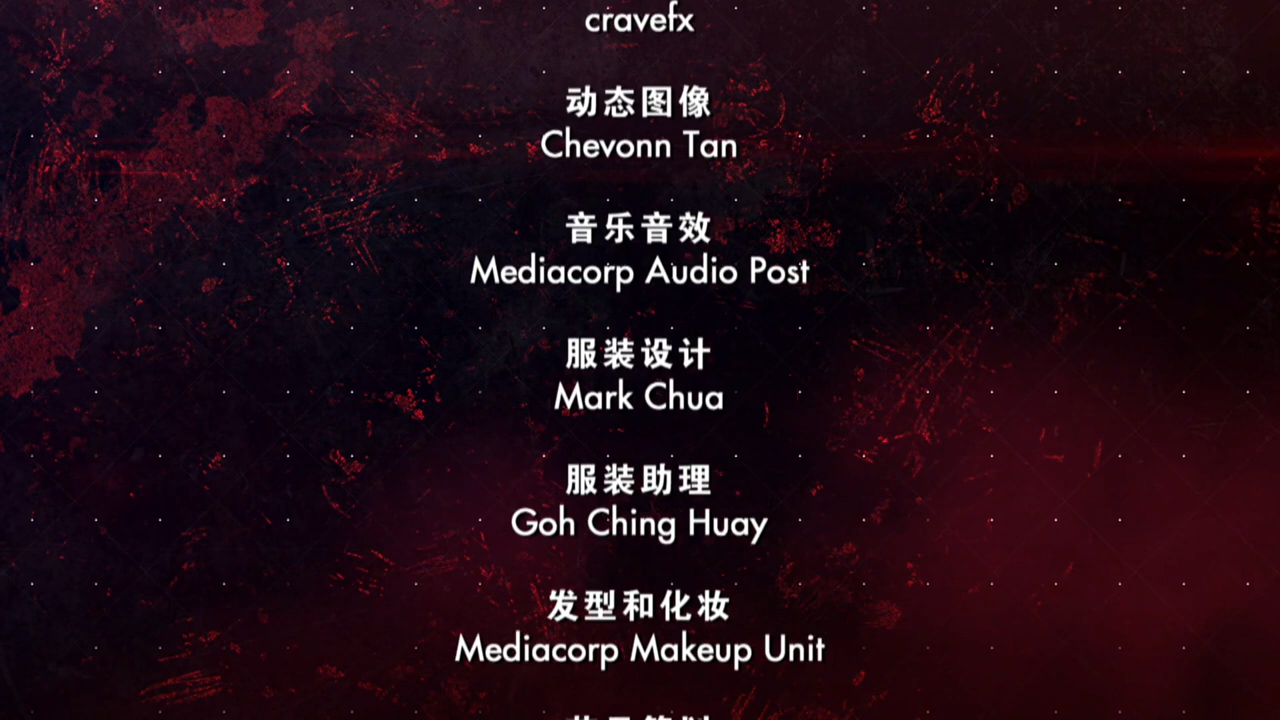 cravefx
动态图像
Chevonn Tan
音乐音效
Mediacorp Audio Post
服装设计
Mark Chua
服装助理
Goh Ching Huay
发型和化妆
Mediacorp Makeup Unit